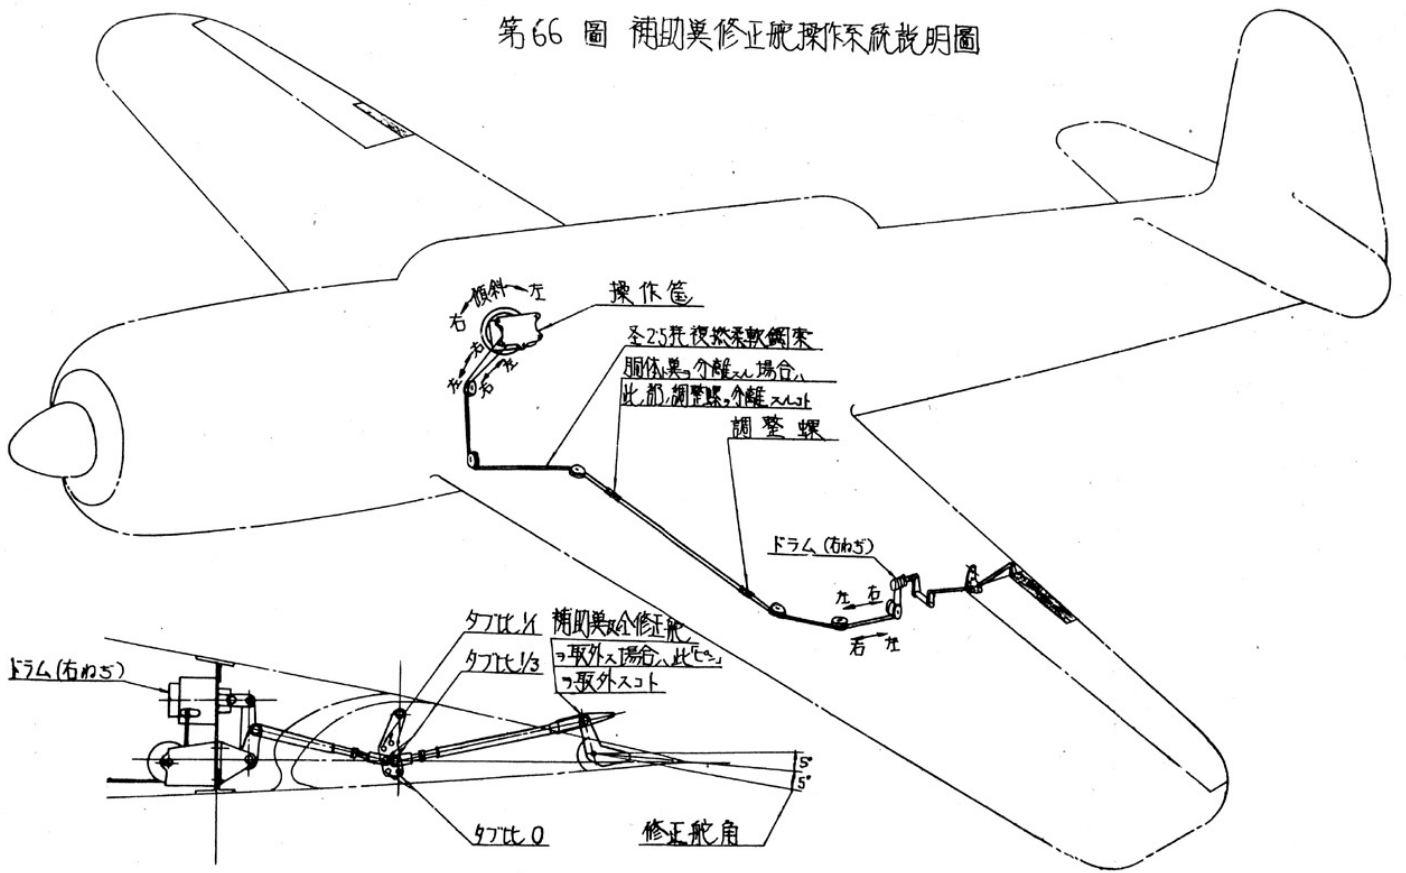 第66圖 補助翼修正舵操作系統説明圖
傾斜
左
右
操作筐
右
左
左
右
径2.5粍複撚柔軟鋼索
胴体ト翼ヲ分離スル場合ハ
此ノ部ノ調整螺ヲ分離スルコト
調整螺
ドラム(右ねぢ)
左 右
右 左
タブ比1/1
補助翼及仝修正舵
タブ比1/3
ヲ取外ス場合ハ此「ピン」
ヲ取外スコト
ドラム(右ねぢ)
5°
5°
タブ比0
修正舵角